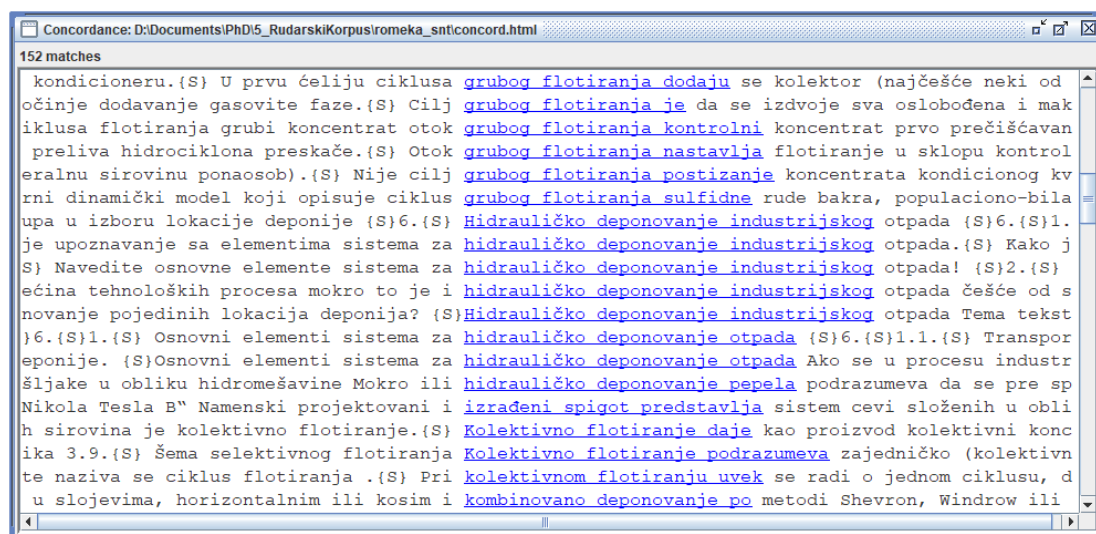 Concordance: D:\Documents\PhD\5_RudarskiKorpus\romeka_snt\concord.html
152 matches
kondicioneru.{S} U prvu ćeliju ciklusa grubog flotiranja dodaju se kolektor (najčešće neki od
očinje dodavanje gasovite faze.{S} Cilj grubog flotiranja je da se izdvoje sva oslobođena i mak
iklusa flotiranja grubi koncentrat otok grubog flotiranja kontrolni koncentrat prvo prečišćavan
preliva hidrociklona preskače.{S} Otok grubog flotiranja nastavlja flotiranje u sklopu kontrol
eralnu sirovinu ponaosob).{S} Nije cilj grubog flotiranja postizanje koncentrata kondicionog kv
rni dinamički model koji opisuje ciklus grubog flotiranja sulfidne rude bakra, populaciono-bila
upa u izboru lokacije deponije {S}6.{S} Hidrauličko deponovanje industrijskog otpada {S}6.{S}1.
je upoznavanje sa elementima sistema za hidrauličko deponovanje industrijskog otpada.{S} Kako j
S} Navedite osnovne elemente sistema za hidrauličko deponovanje industrijskog otpada! {S}2.{S}
ećina tehnoloških procesa mokro to je i hidrauličko deponovanje industrijskog otpada češće od s
novanje pojedinih lokacija deponija? {S}Hidrauličko deponovanje industrijskog otpada Tema tekst
}6.{S}1.{S} Osnovni elementi sistema za hidrauličko deponovanje otpada {S}6.{S}1.1.{S} Transpor
eponije. {S}Osnovni elementi sistema za hidrauličko deponovanje otpada Ako se u procesu industr
šljake u obliku hidromešavine Mokro ili hidrauličko deponovanje pepela podrazumeva da se pre sp
Nikola Tesla B“ Namenski projektovani i izrađeni spigot predstavlja sistem cevi složenih u obli
h sirovina je kolektivno flotiranje.{S} Kolektivno flotiranje daje kao proizvod kolektivni konc
ika 3.9.{S} Šema selektivnog flotiranja Kolektivno flotiranje podrazumeva zajedničko (kolektivn
te naziva se ciklus flotiranja .{S} Pri kolektivnom flotiranju uvek se radi o jednom ciklusu, d
u slojevima, horizontalnim ili kosim i kombinovano deponovanje po metodi Shevron, Windrow ili